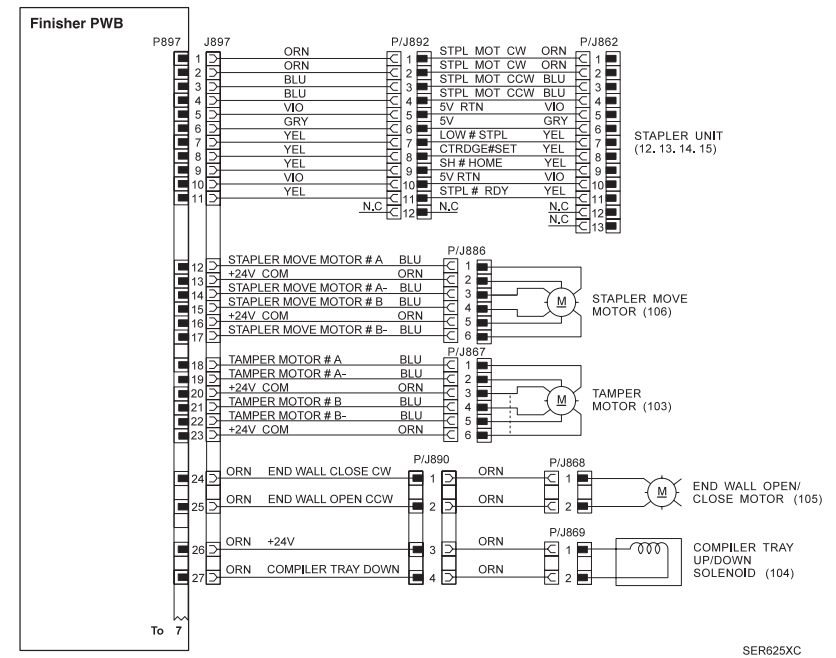 Finisher PWB
P897 J897 P/J892 P/J862
1 ORN 1 STPL MOT CW ORN 1
2 ORN 2 STPL MOT CW ORN 2
3 BLU 3 STPL MOT CCW BLU 3
4 BLU 4 STPL MOT CCW BLU 4
5 VIO 5 5V RTN VIO 5
6 GRY 6 5V GRY 6
7 YEL 7 LOW # STPL YEL 7
8 YEL 8 CTRDGE#SET YEL 8
9 YEL 9 SH # HOME YEL 9
10 VIO 10 5V RTN VIO 10
11 YEL 11 STPL # RDY YEL 11
N.C 12 N.C N.C 12
N.C 13
STAPLER UNIT
(12. 13. 14. 15)
P/J886
12 STAPLER MOVE MOTOR # A BLU 1
13 +24V COM ORN 2
14 STAPLER MOVE MOTOR # A- BLU 3
15 STAPLER MOVE MOTOR # B BLU 4
16 +24V COM ORN 5
17 STAPLER MOVE MOTOR # B- BLU 6
M
STAPLER MOVE
MOTOR (106)
P/J867
18 TAMPER MOTOR # A BLU 1
19 TAMPER MOTOR # A- BLU 2
20 +24V COM ORN 3
21 TAMPER MOTOR # B BLU 4
22 TAMPER MOTOR # B- BLU 5
23 +24V COM ORN 6
M
TAMPER
MOTOR (103)
P/J890 P/J868
24 ORN END WALL CLOSE CW 1 ORN 1
25 ORN END WALL OPEN CCW 2 ORN 2
M
END WALL OPEN/
CLOSE MOTOR (105)
P/J869
26 ORN +24V 3 ORN 1
27 ORN COMPILER TRAY DOWN 4 ORN 2
COMPILER TRAY
UP/DOWN
SOLENOID (104)
To 7
SER625XC